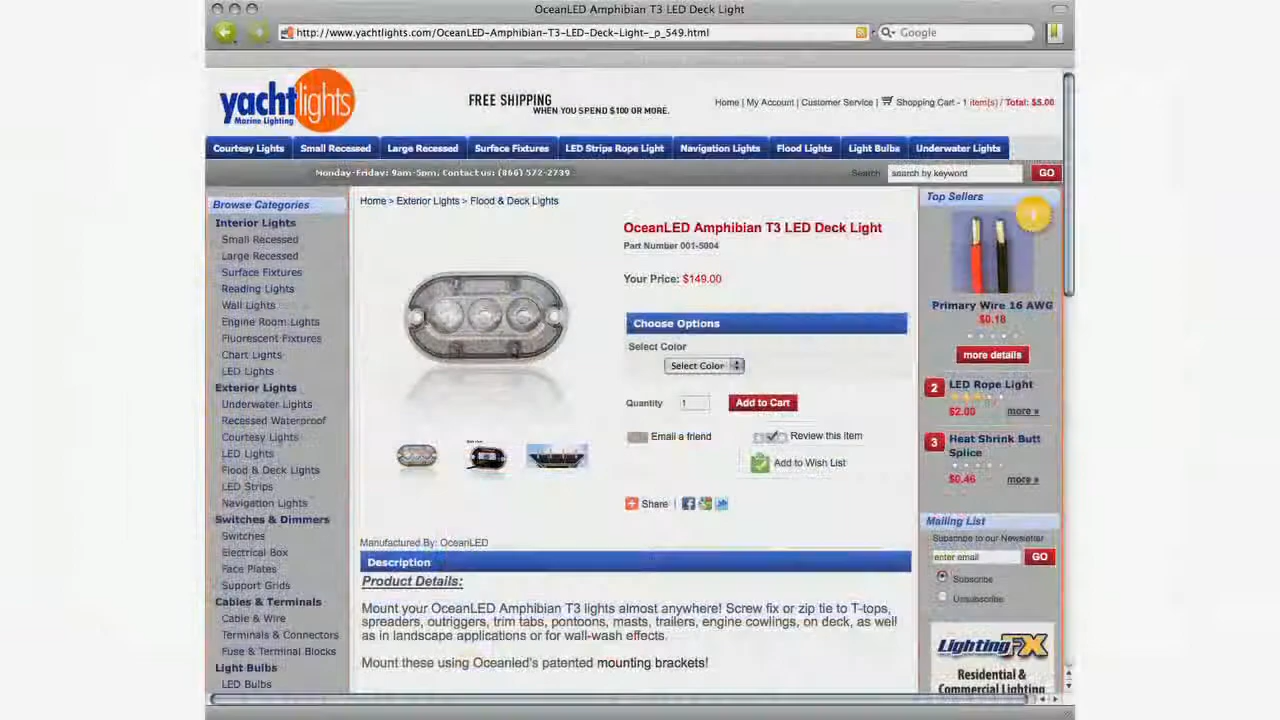 OceanLED Amphibian T3 LED Deck Light
http://www.yachtlights.com/OceanLED-Amphibian-T3-LED-Deck-Light-_p_549.html
Google
yachtlights
Marine Lighting
FREE SHIPPING WHEN YOU SPEND $100 OR MORE.
Home | My Account | Customer Service | Shopping Cart - 1 item(s) / Total: $5.00
Courtesy Lights Small Recessed Large Recessed Surface Fixtures LED Strips Rope Light Navigation Lights Flood Lights Light Bulbs Underwater Lights
Monday-Friday: 9am-5pm, Contact us: (866) 572-2739
Search search by keyword GO
Browse Categories
Interior Lights
Small Recessed
Large Recessed
Surface Fixtures
Reading Lights
Wall Lights
Engine Room Lights
Fluorescent Fixtures
Chart Lights
LED Lights
Exterior Lights
Underwater Lights
Recessed Waterproof
Courtesy Lights
LED Lights
Flood & Deck Lights
LED Strips
Navigation Lights
Switches & Dimmers
Switches
Electrical Box
Face Plates
Support Grids
Cables & Terminals
Cable & Wire
Terminals & Connectors
Fuse & Terminal Blocks
Light Bulbs
LED Bulbs
Home > Exterior Lights > Flood & Deck Lights
OceanLED Amphibian T3 LED Deck Light
Part Number 001-5004
Your Price: $149.00
Choose Options
Select Color
Select Color
Quantity 1 Add to Cart
Email a friend Review this item
Add to Wish List
Share |
Manufactured By: OceanLED
Description
Product Details:
Mount your OceanLED Amphibian T3 lights almost anywhere! Screw fix or zip tie to T-tops,
spreaders, outriggers, trim tabs, pontoons, masts, trailers, engine cowlings, on deck, as well
as in landscape applications or for wall-wash effects.
Mount these using Oceanled's patented mounting brackets!
Top Sellers
1
Primary Wire 16 AWG
$0.18
more details
2 LED Rope Light
$2.00 more »
3 Heat Shrink Butt
Splice
$0.46 more »
Mailing List
Subscribe to our Newsletter
enter email GO
Subscribe
Unsubscribe
LightingFX
Residential &
Commercial Lighting